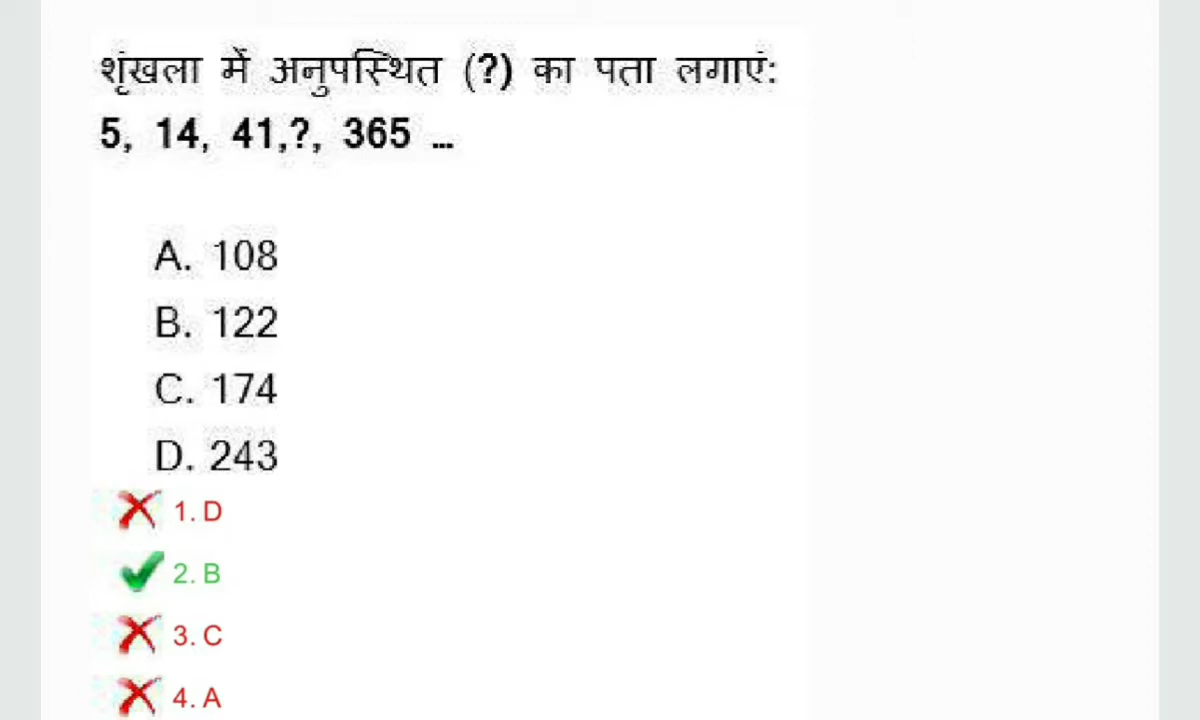 शृंखला में अनुपस्थित (?) का पता लगाएं:
5, 14, 41,?, 365 ...
A. 108
B. 122
C. 174
D. 243
1. D
2. B
3. C
4. A